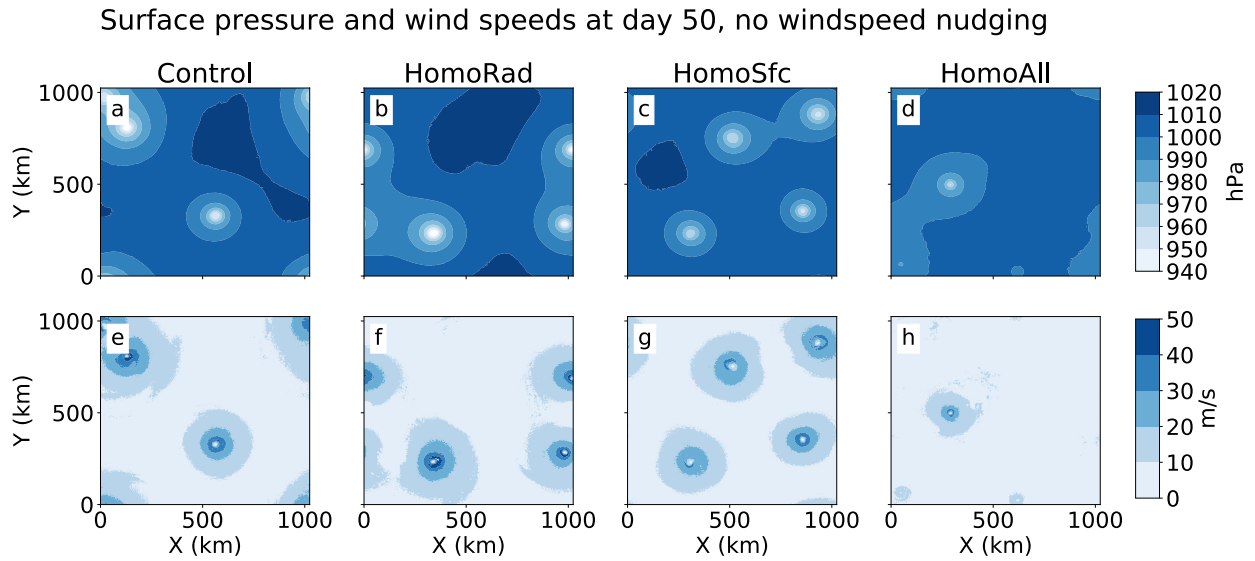 Surface pressure and wind speeds at day 50, no windspeed nudging
Control HomoRad HomoSfc HomoAll
a b c d
Y (km)
1000
500
0
1020
1000
990
980
970
950
940
hPa
e f g h
Y (km)
1000
500
0
50
40
30
20
10
0
m/s
0 500 1000 0 500 1000 0 500 1000 0 500 1000
X (km) X (km) X (km) X (km)